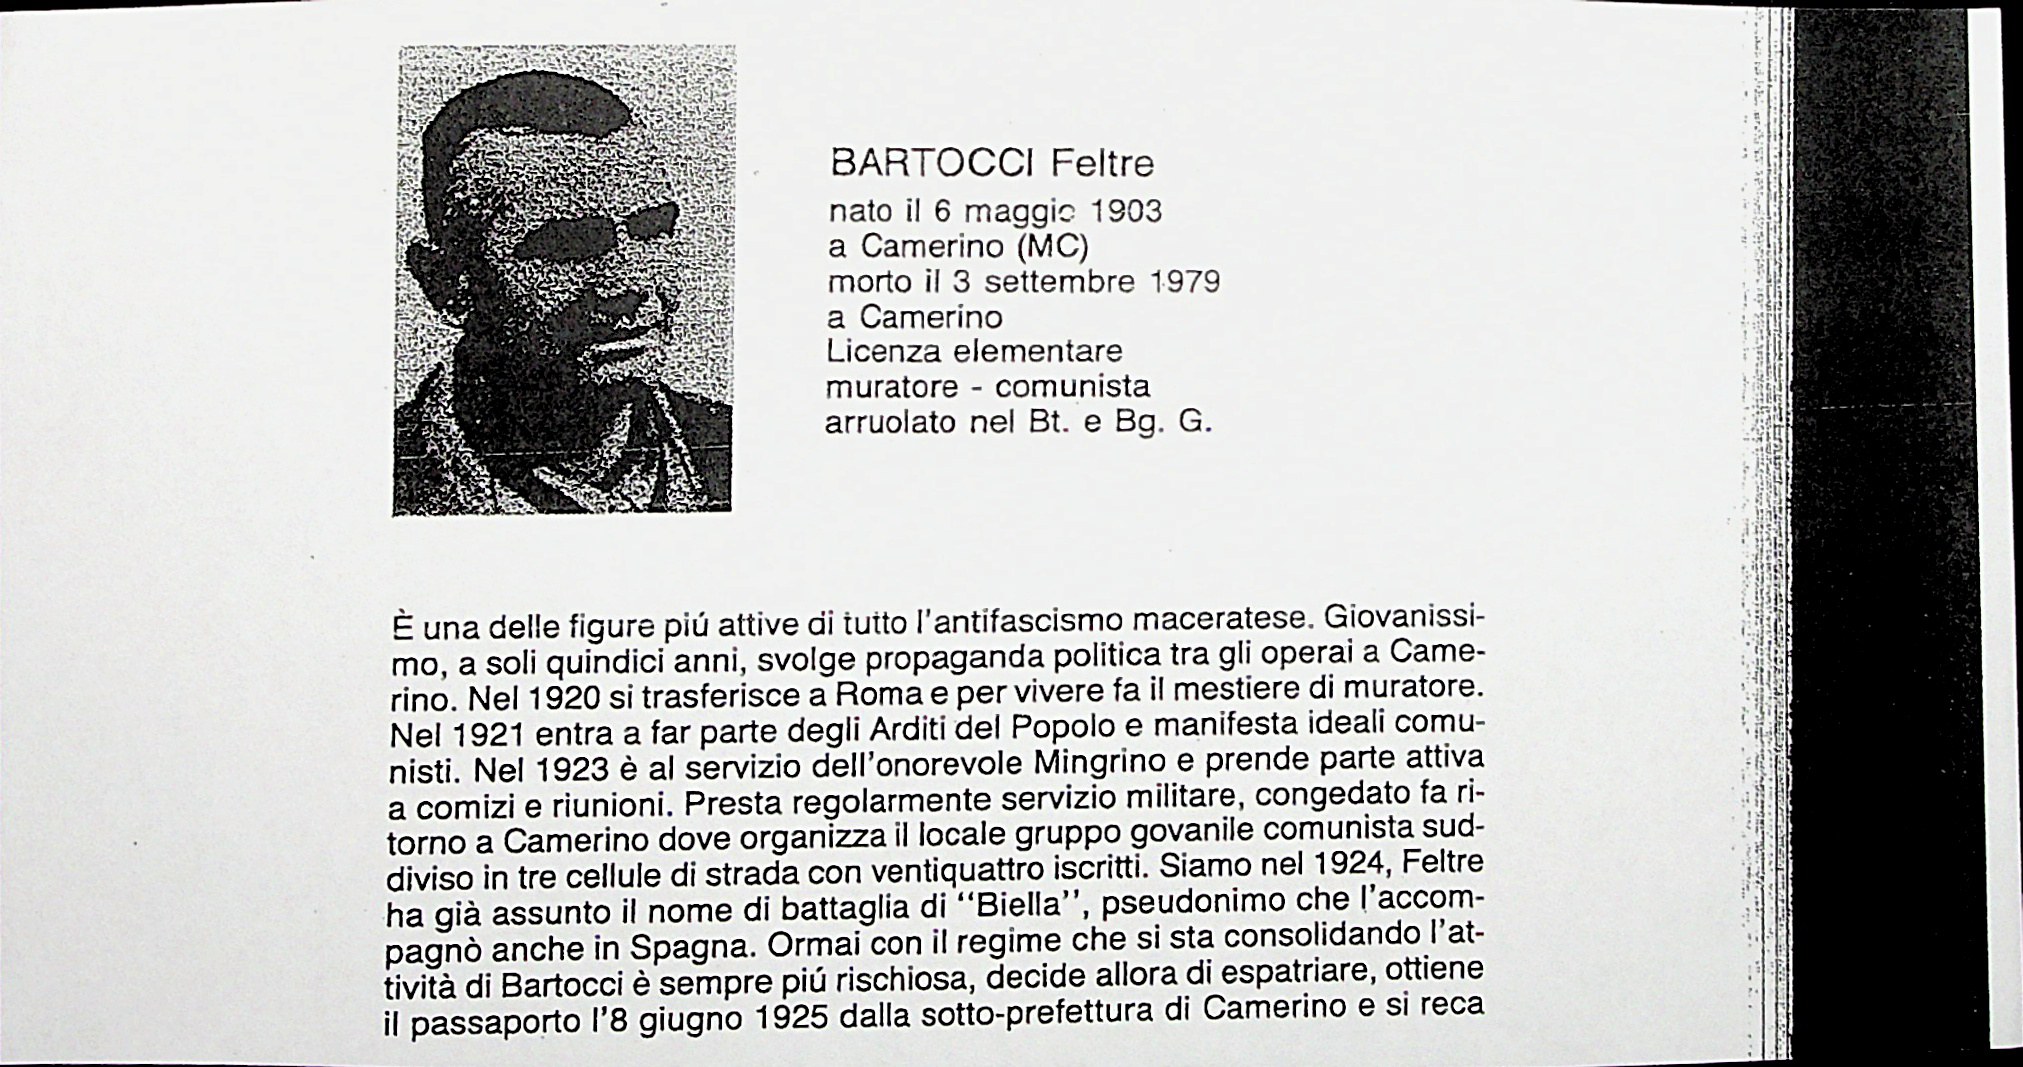 BARTOCCI Feltre
nato il 6 maggio 1903
a Camerino (MC)
morto il 3 settembre 1979
a Camerino
Licenza elementare
muratore - comunista
arruolato nel Bt. e Bg. G.
È una delle figure piú attive di tutto l'antifascismo maceratese. Giovanissi-
mo, a soli quindici anni, svolge propaganda politica tra gli operai a Came-
rino. Nel 1920 si trasferisce a Roma e per vivere fa il mestiere di muratore.
Nel 1921 entra a far parte degli Arditi del Popolo e manifesta ideali comu-
nisti. Nel 1923 è al servizio dell'onorevole Mingrino e prende parte attiva
a comizi e riunioni. Presta regolarmente servizio militare, congedato fa ri-
torno a Camerino dove organizza il locale gruppo govanile comunista sud-
diviso in tre cellule di strada con ventiquattro iscritti. Siamo nel 1924, Feltre
ha già assunto il nome di battaglia di ''Biella'', pseudonimo che l'accom-
pagnò anche in Spagna. Ormai con il regime che si sta consolidando l'at-
tività di Bartocci è sempre piú rischiosa, decide allora di espatriare, ottiene
il passaporto l'8 giugno 1925 dalla sotto-prefettura di Camerino e si reca